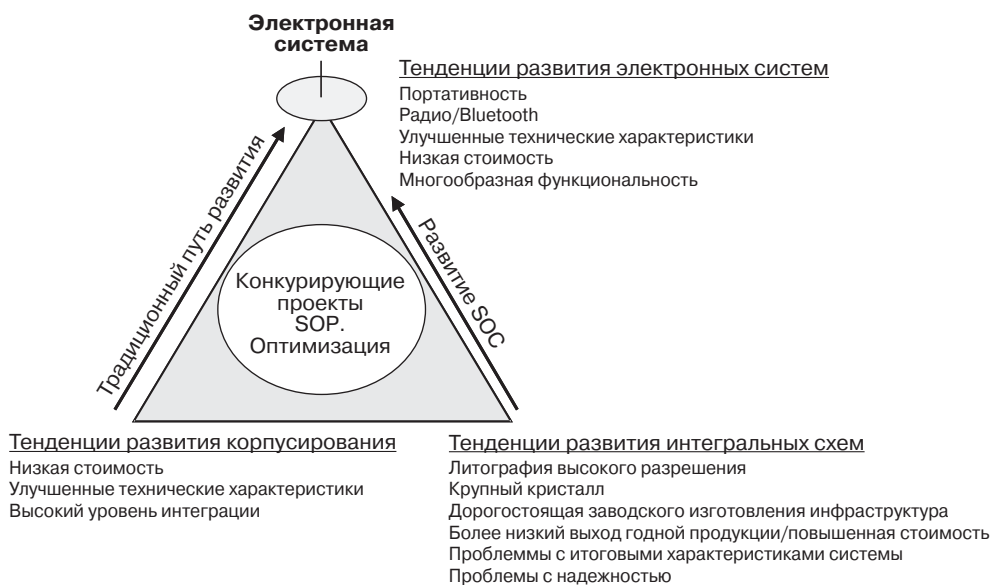 Электронная
система
Тенденции развития электронных систем
Портативность
Радио/Bluetooth
Улучшенные технические характеристики
Низкая стоимость
Многообразная функциональность
Традиционный путь развития
Развитие SOC
Конкурирующие
проекты
SOP.
Оптимизация
Тенденции развития корпусирования
Низкая стоимость
Улучшенные технические характеристики
Высокий уровень интеграции
Тенденции развития интегральных схем
Литография высокого разрешения
Крупный кристалл
Дорогостоящая заводского изготовления инфраструктура
Более низкий выход годной продукции/повышенная стоимость
Проблеммы с итоговыми характеристиками системы
Проблемы с надежностью